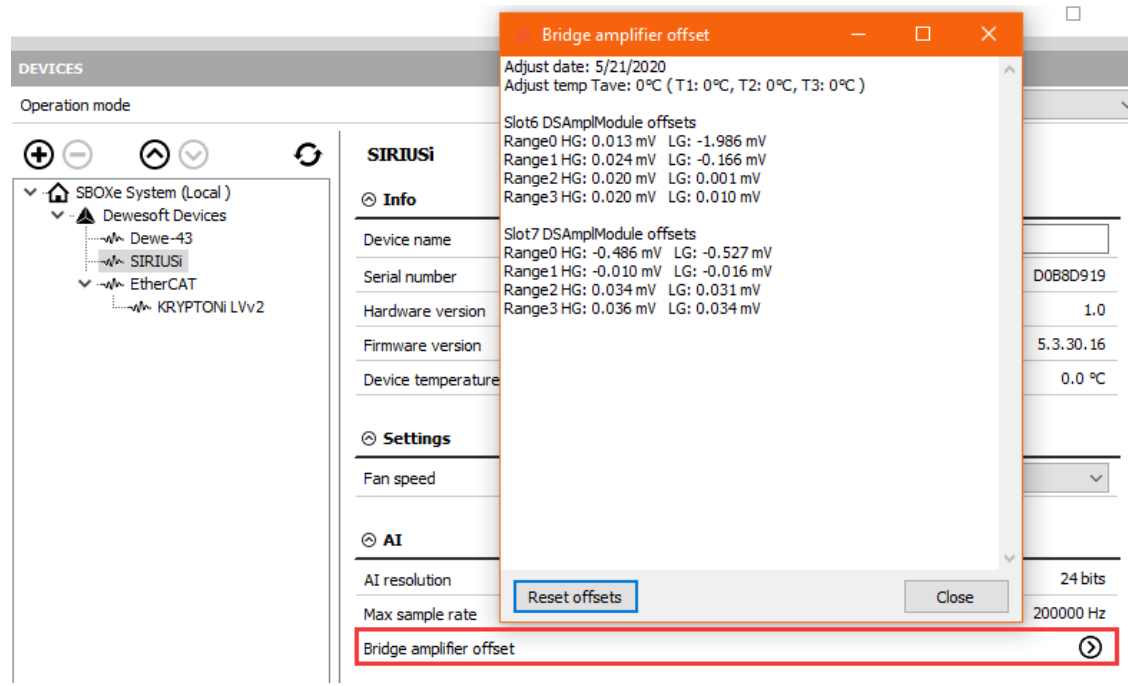 DEVICES
Operation mode
SBOXe System (Local )
Dewesoft Devices
Dewe-43
SIRIUSi
EtherCAT
KRYPTONi LVv2
SIRIUSi
Info
Device name
Serial number D0B8D919
Hardware version 1.0
Firmware version 5.3.30.16
Device temperature 0.0 ºC
Settings
Fan speed
AI
AI resolution 24 bits
Max sample rate 200000 Hz
Bridge amplifier offset
Bridge amplifier offset
Adjust date: 5/21/2020
Adjust temp Tave: 0ºC ( T1: 0ºC, T2: 0ºC, T3: 0ºC )
Slot6 DSAmplModule offsets
Range0 HG: 0.013 mV LG: -1.986 mV
Range1 HG: 0.024 mV LG: -0.166 mV
Range2 HG: 0.020 mV LG: 0.001 mV
Range3 HG: 0.020 mV LG: 0.010 mV
Slot7 DSAmplModule offsets
Range0 HG: -0.486 mV LG: -0.527 mV
Range1 HG: -0.010 mV LG: -0.016 mV
Range2 HG: 0.034 mV LG: 0.031 mV
Range3 HG: 0.036 mV LG: 0.034 mV
Reset offsets
Close